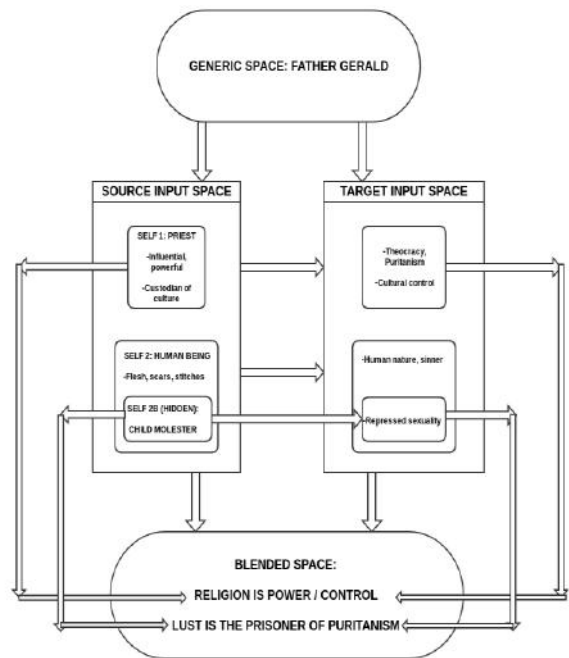 GENERIC SPACE: FATHER GERALD
SOURCE INPUT SPACE
SELF 1: PRIEST
-Influential,
powerful
-Custodian of
culture
SELF 2: HUMAN BEING
-Flesh, scars, stitches
SELF 2B (HIDDEN):
CHILD MOLESTER
TARGET INPUT SPACE
-Theocracy,
Puritanism
-Cultural control
-Human nature, sinner
-Repressed sexuality
BLENDED SPACE:
RELIGION IS POWER / CONTROL
LUST IS THE PRISONER OF PURITANISM